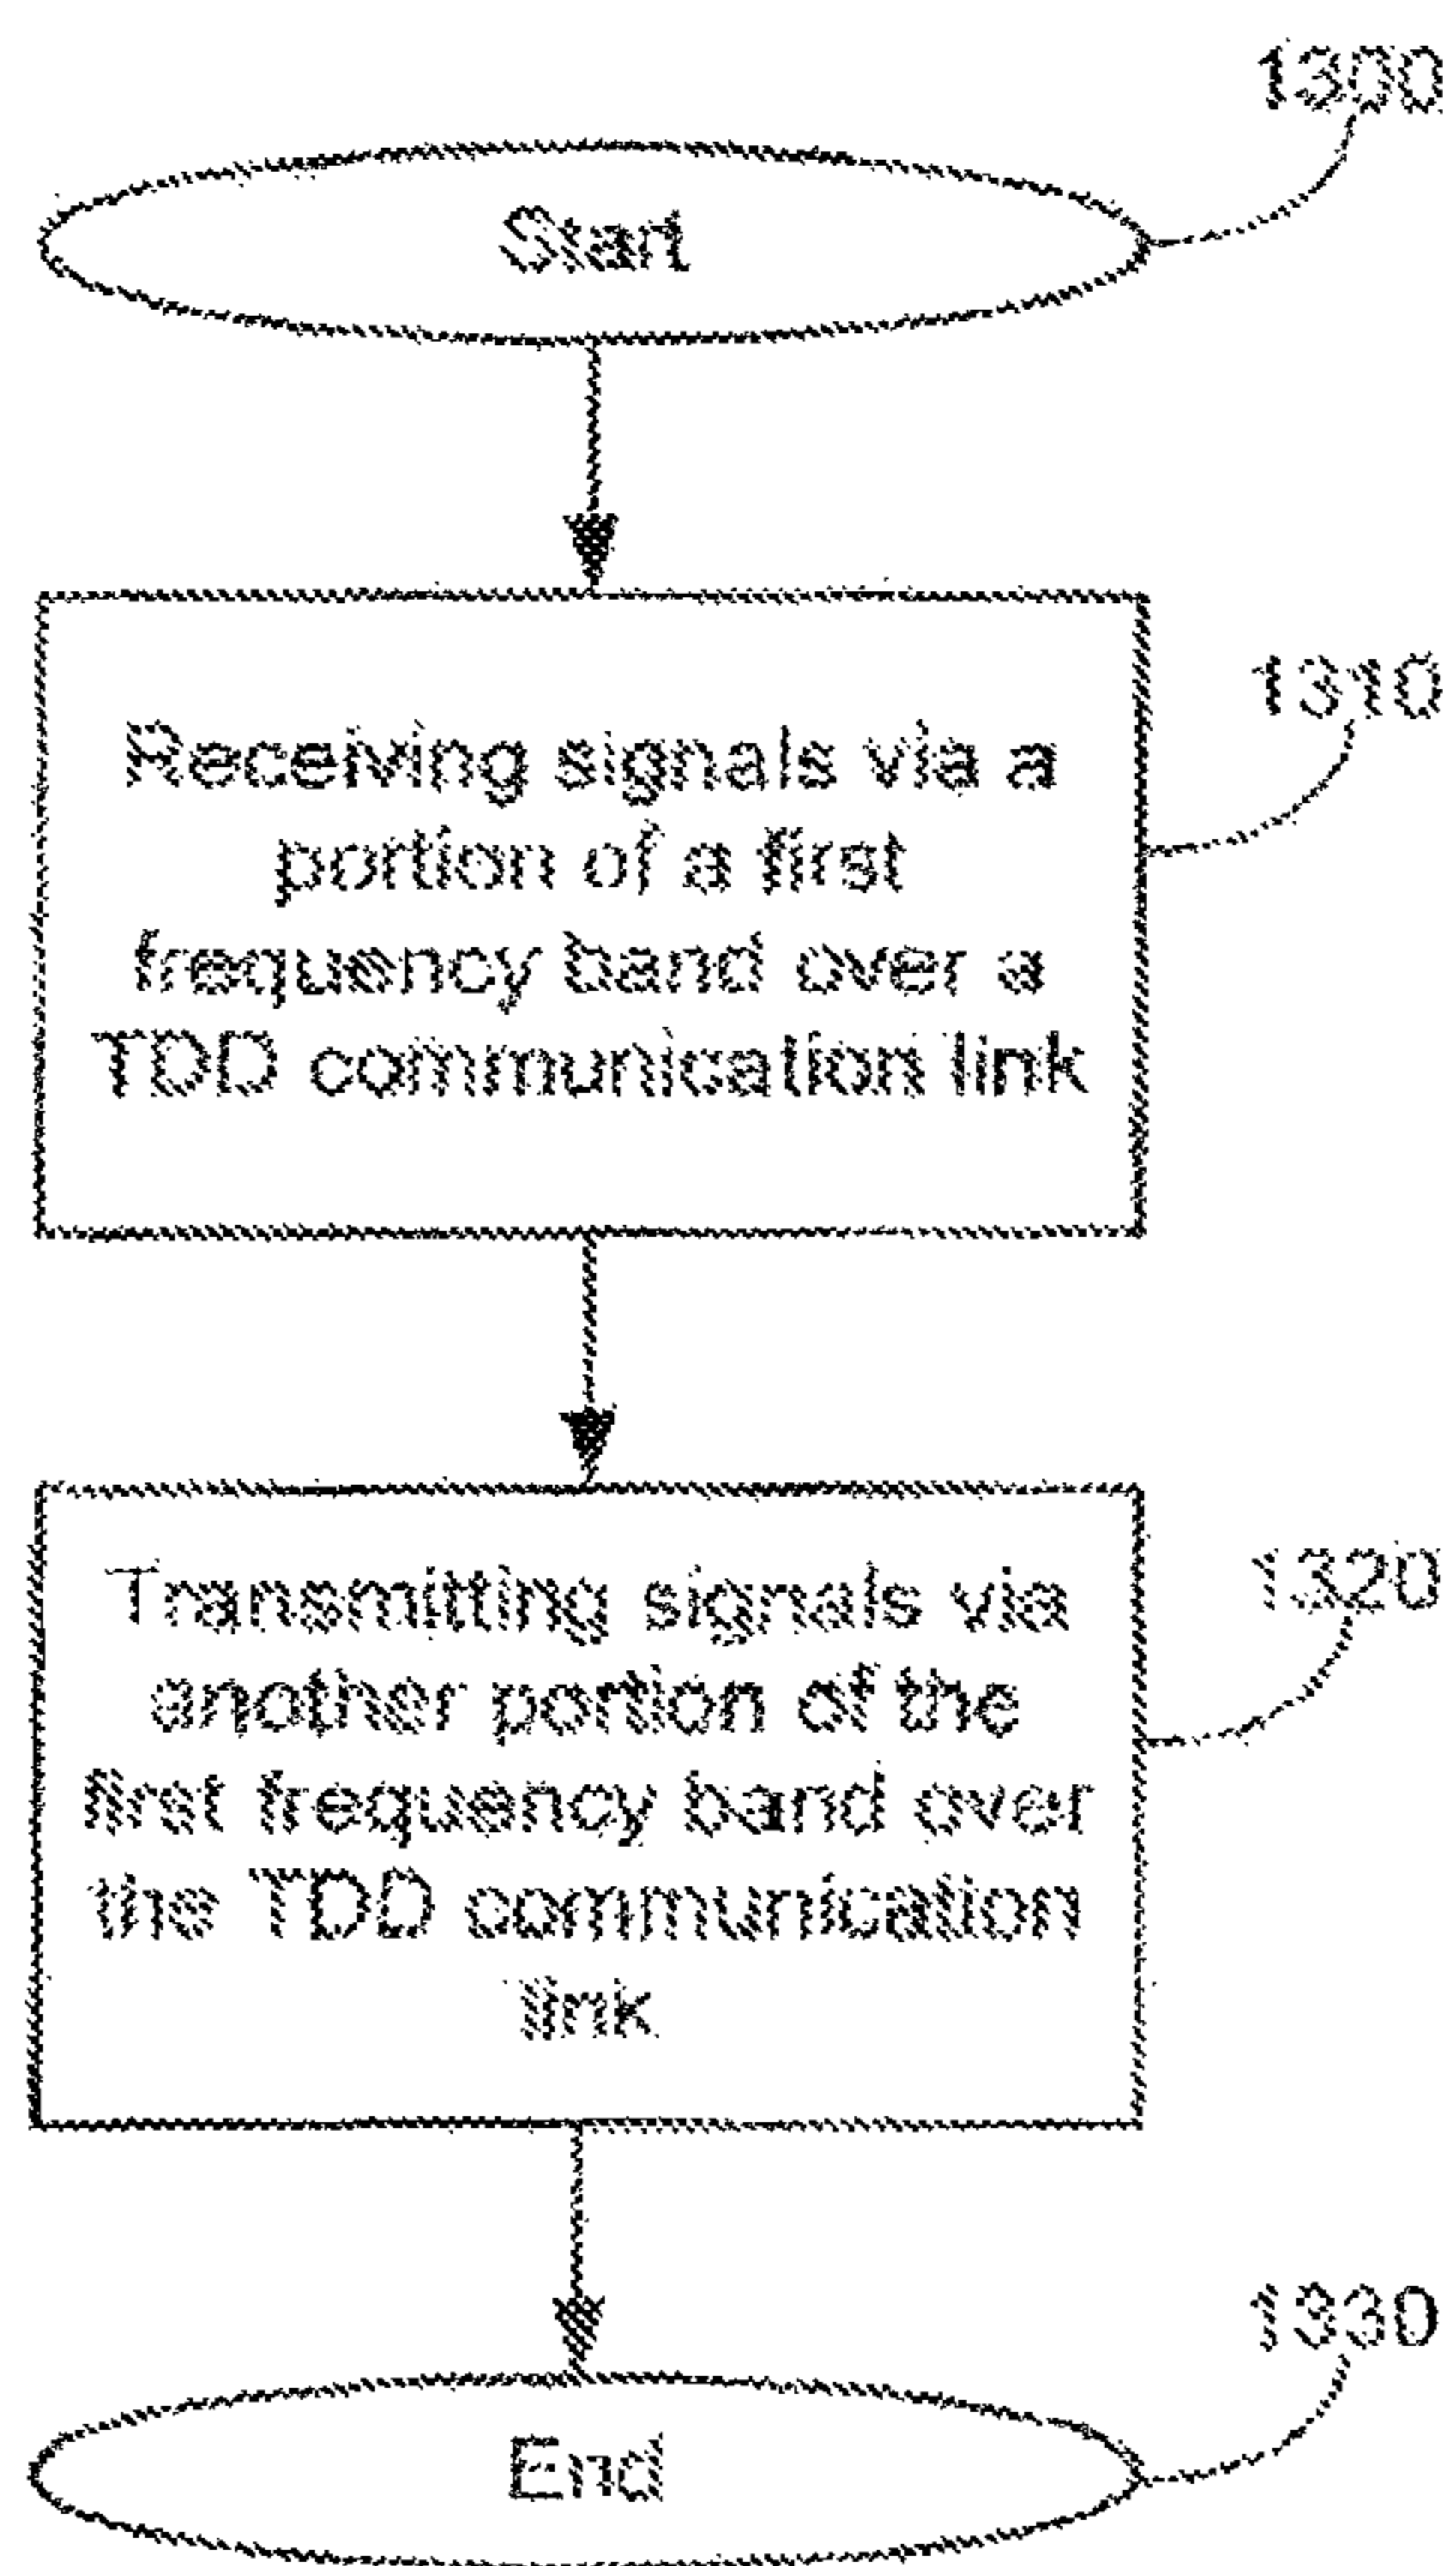 1300
Start
1310
Receiving signals via a
portion of a first
frequency band over a
TDD communication link
1320
Transmitting signals via
another portion of the
first frequency band over
the TDD communication
link
1330
End